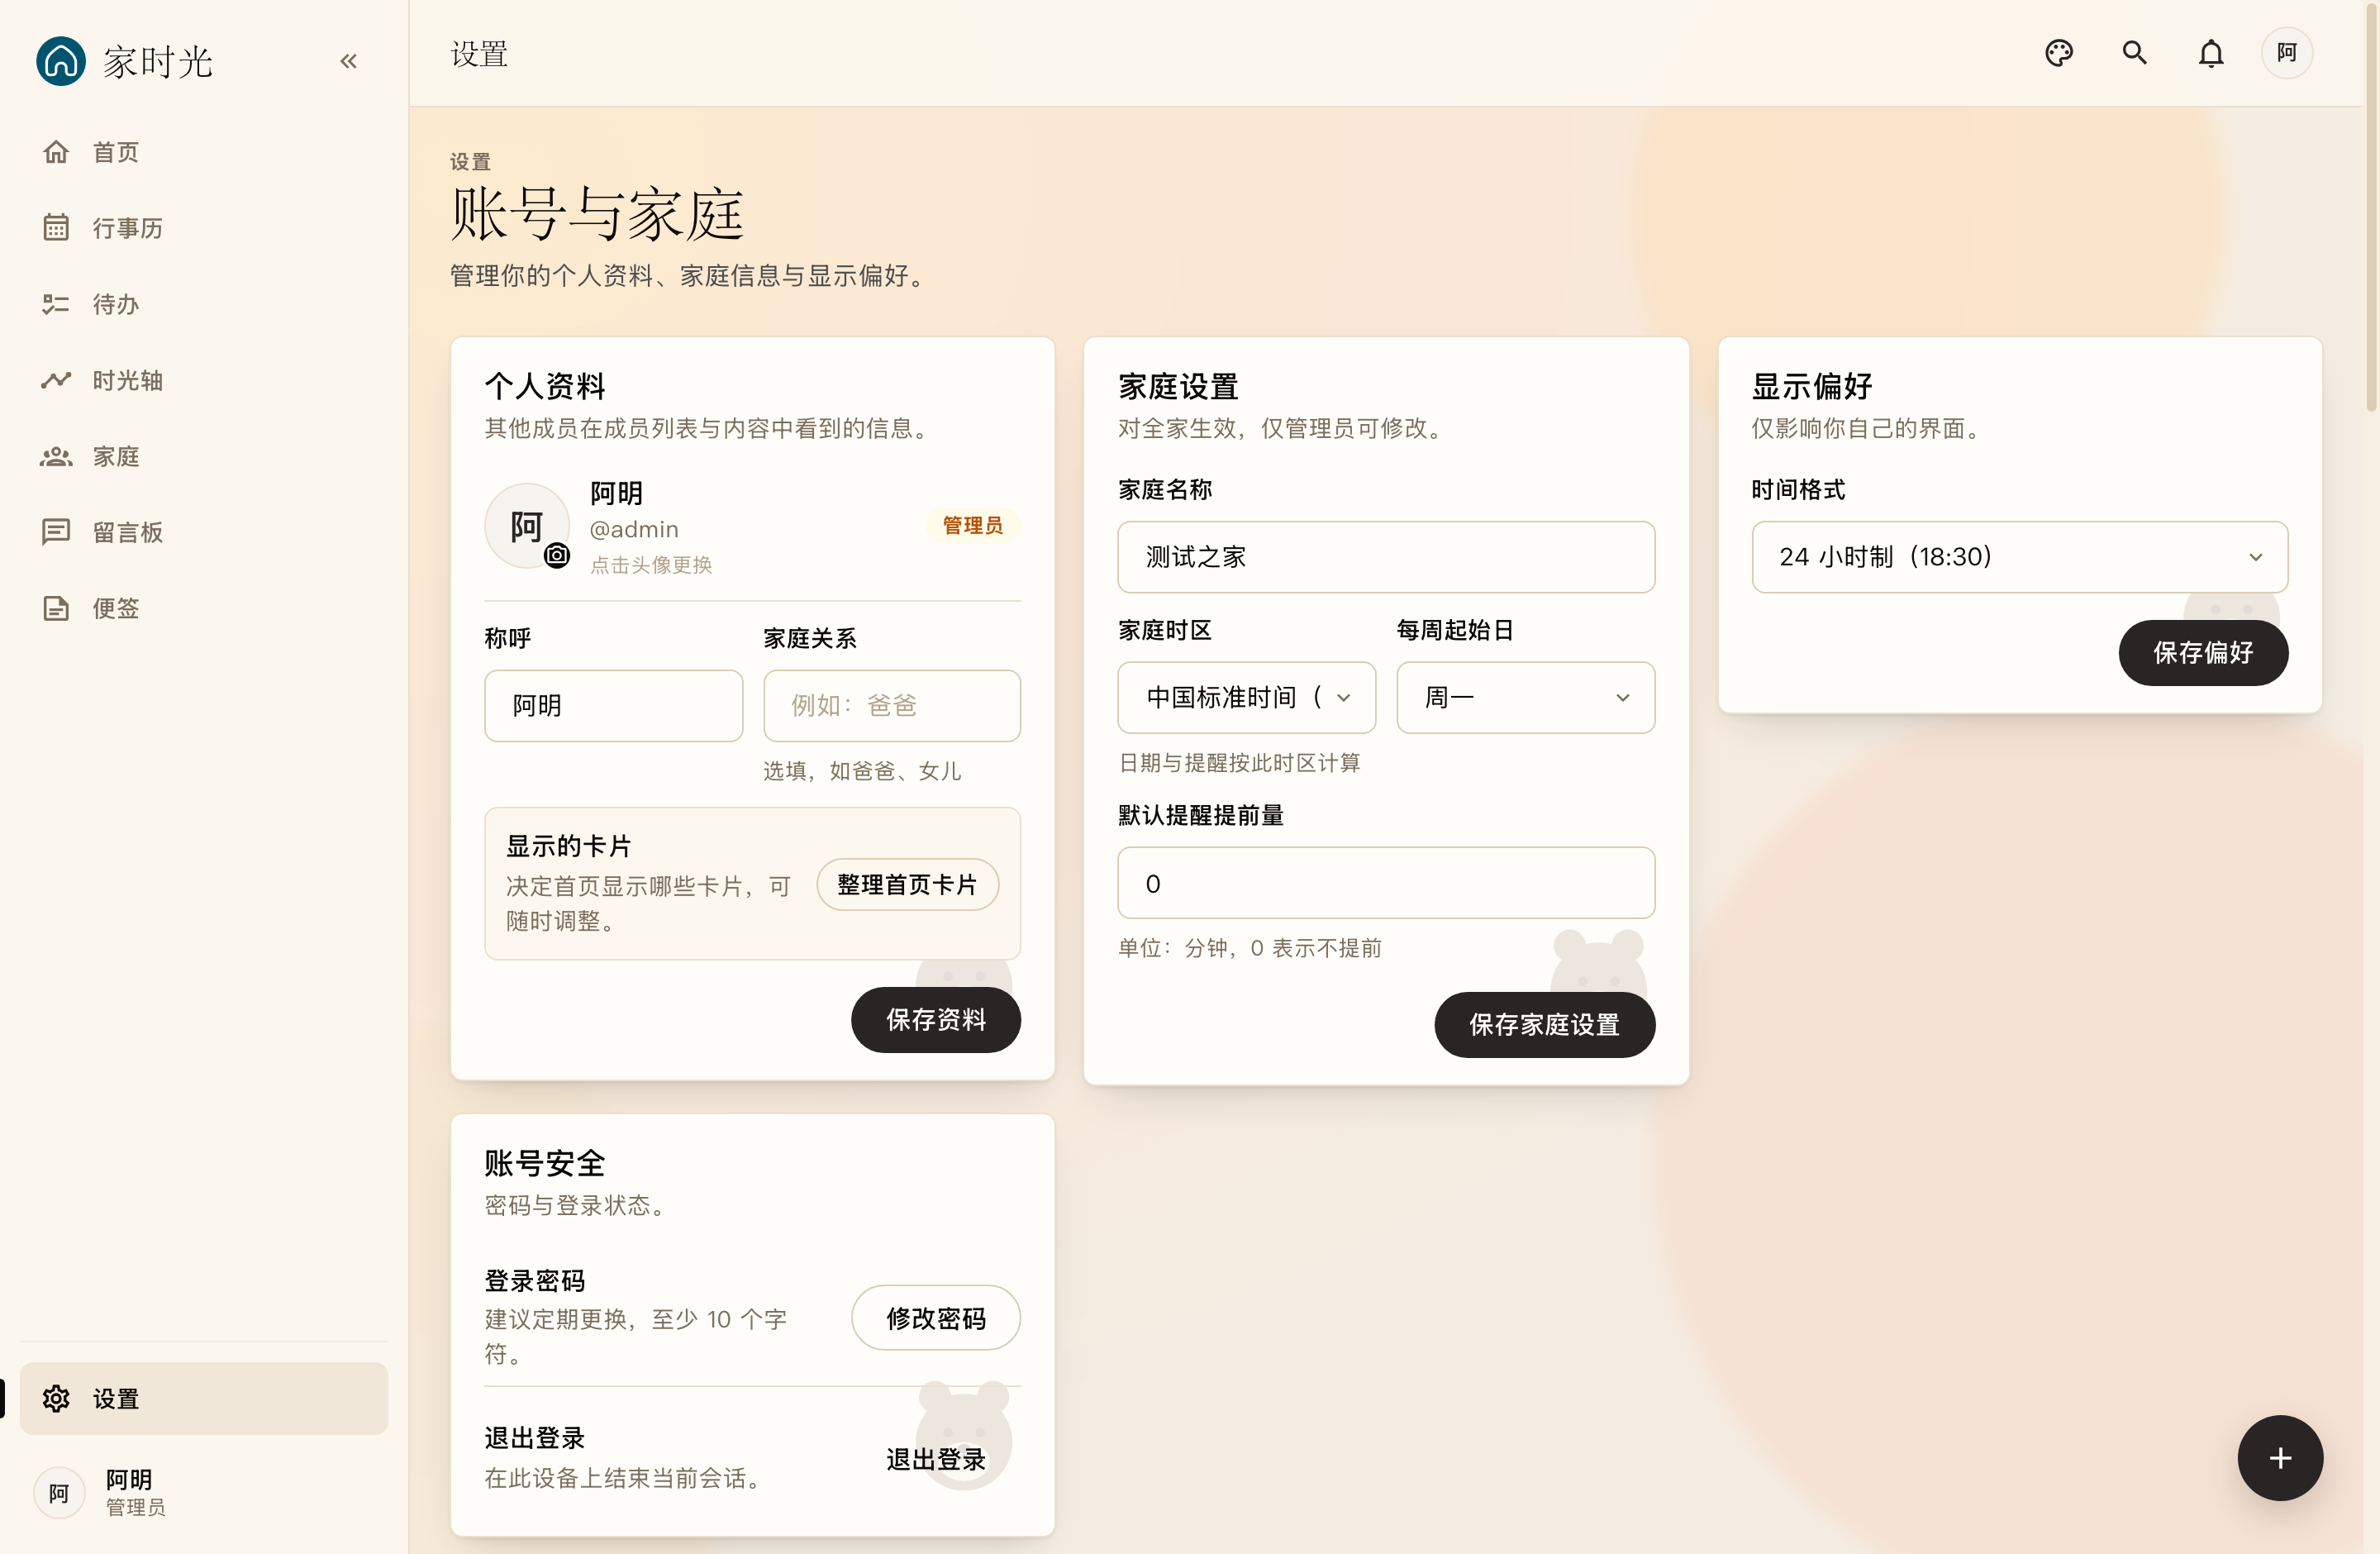 家时光
首页
行事历
待办
时光轴
家庭
留言板
便签
设置
阿
阿明
管理员
设置
阿
设置
账号与家庭
管理你的个人资料、家庭信息与显示偏好。
个人资料
其他成员在成员列表与内容中看到的信息。
阿
阿明
@admin
点击头像更换
管理员
称呼
家庭关系
阿明
例如：爸爸
选填，如爸爸、女儿
显示的卡片
决定首页显示哪些卡片，可
随时调整。
整理首页卡片
保存资料
家庭设置
对全家生效，仅管理员可修改。
家庭名称
测试之家
家庭时区
每周起始日
中国标准时间（
周一
日期与提醒按此时区计算
默认提醒提前量
0
单位：分钟，0 表示不提前
保存家庭设置
显示偏好
仅影响你自己的界面。
时间格式
24 小时制（18:30）
保存偏好
账号安全
密码与登录状态。
登录密码
建议定期更换，至少 10 个字
符。
修改密码
退出登录
在此设备上结束当前会话。
退出登录